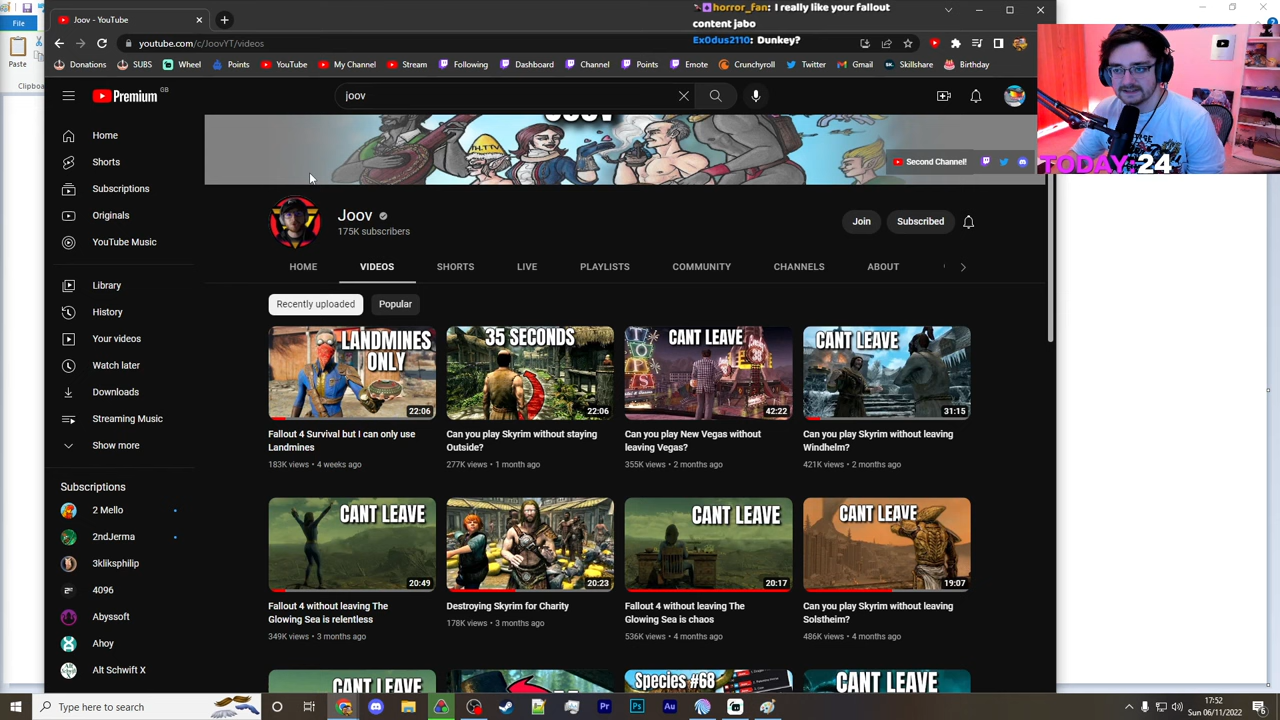 horror_fan: I really like your fallout
content jabo
Ex0dus2110: Dunkey?
Joov - YouTube
File
Paste
Clipboa
youtube.com/c/JoovYT/videos
Donations SUBS Wheel Points YouTube My Channel Stream Following Dashboard Channel Points Emote Crunchyroll Twitter Gmail Skillshare Birthday
Premium GB
joov
Home
Shorts
Subscriptions
Originals
YouTube Music
Library
History
Your videos
Watch later
Downloads
Streaming Music
Show more
Subscriptions
2 Mello
2ndJerma
3kliksphilip
4096
Abyssoft
Ahoy
Alt Schwift X
Second Channel!
TODAY: 24
Joov
175K subscribers
Join Subscribed
HOME VIDEOS SHORTS LIVE PLAYLISTS COMMUNITY CHANNELS ABOUT
Recently uploaded Popular
LANDMINES
ONLY
22:06
35 SECONDS
22:06
CANT LEAVE
42:22
CANT LEAVE
31:15
Fallout 4 Survival but I can only use
Landmines
183K views • 4 weeks ago
Can you play Skyrim without staying
Outside?
277K views • 1 month ago
Can you play New Vegas without
leaving Vegas?
355K views • 2 months ago
Can you play Skyrim without leaving
Windhelm?
421K views • 2 months ago
CANT LEAVE
20:49
20:23
CANT LEAVE
20:17
CANT LEAVE
19:07
Fallout 4 without leaving The
Glowing Sea is relentless
349K views • 3 months ago
Destroying Skyrim for Charity
178K views • 3 months ago
Fallout 4 without leaving The
Glowing Sea is chaos
536K views • 4 months ago
Can you play Skyrim without leaving
Solstheim?
486K views • 4 months ago
CANT LEAVE
Species #68
CANT LEAVE
Type here to search
17:52
Sun 06/11/2022